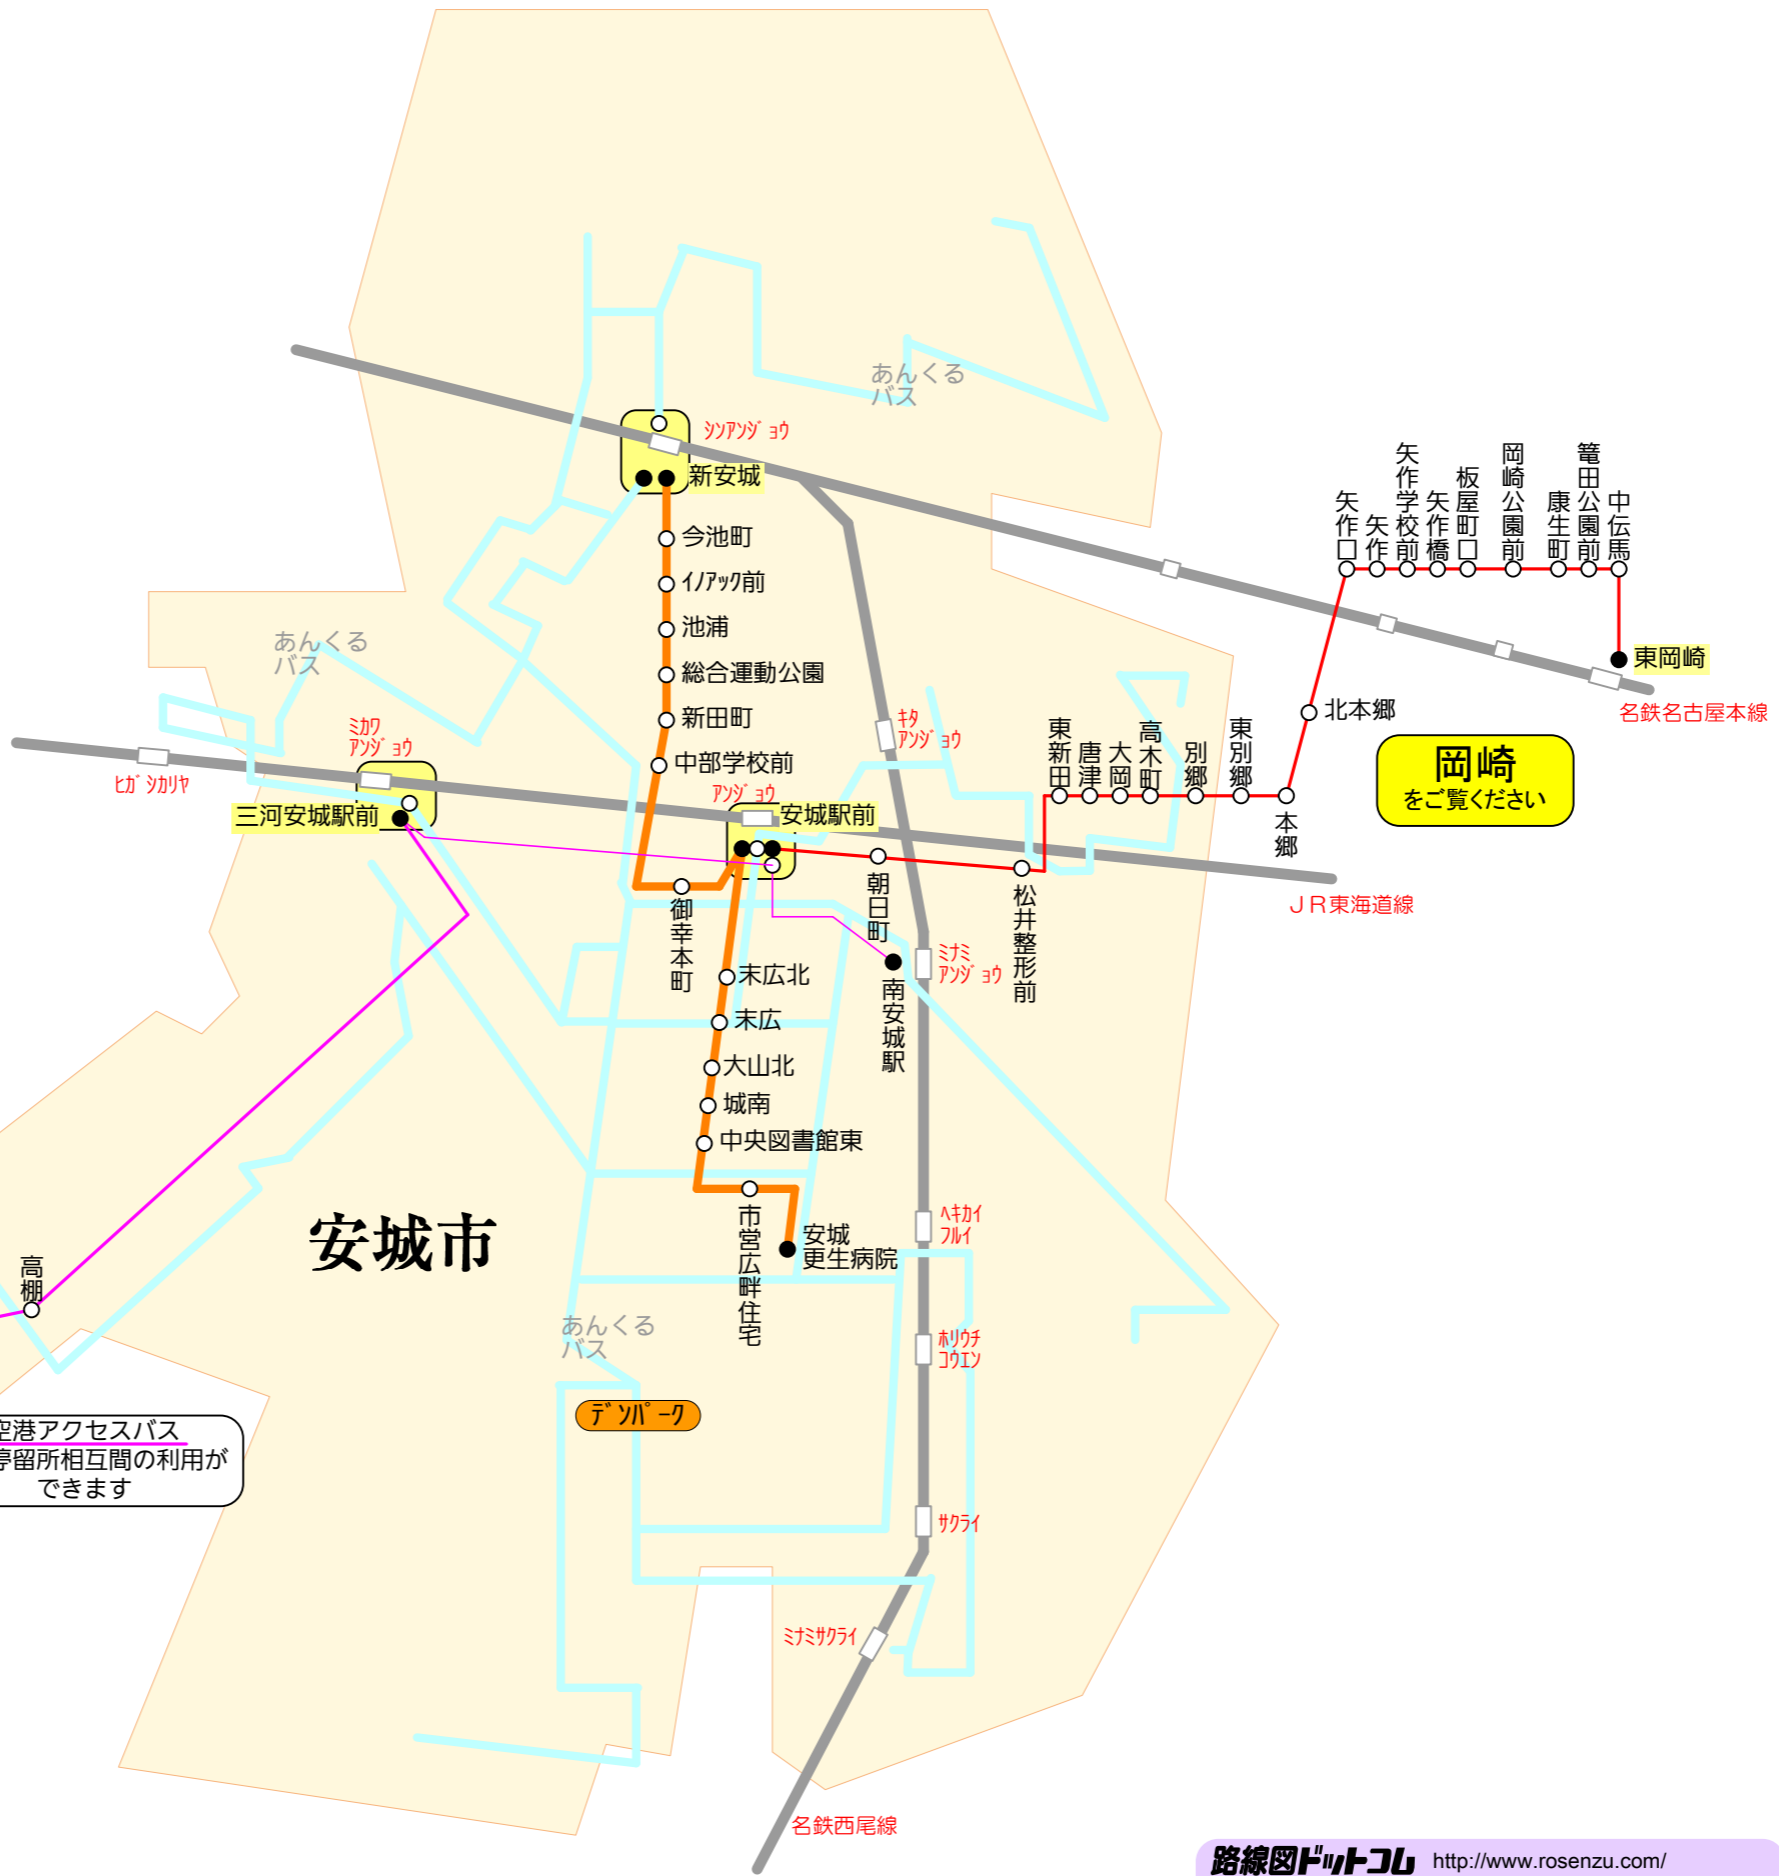 あんくる
バス
ｼﾝｱﾝｼﾞｮｳ
新安城
今池町
ｲﾉｱｯｸ前
池浦
総合運動公園
新田町
中部学校前
あんくる
バス
ﾐｶﾜ
ｱﾝｼﾞｮｳ
ﾋｶﾞｼｶﾘﾔ
三河安城駅前
ｱﾝｼﾞｮｳ
安城駅前
ｷﾀ
ｱﾝｼﾞｮｳ
東新田
唐津
大岡
高木町
別郷
東別郷
本郷
北本郷
矢作口
矢作
矢作学校前
矢作橋
板屋町口
岡崎公園前
康生町
篭田公園前
中伝馬
東岡崎
名鉄名古屋本線
岡崎
をご覧ください
ＪＲ東海道線
御幸本町
朝日町
松井整形前
ﾐﾅﾐ
ｱﾝｼﾞｮｳ
南安城駅
末広北
末広
大山北
城南
中央図書館東
市営広畔住宅
安城
更生病院
ﾍｷｶｲ
ﾌﾙｲ
安城市
高棚
あんくる
バス
ﾎﾘｳﾁ
ｺｳｴﾝ
ﾃﾞﾝﾊﾟｰｸ
空港アクセスバス
停留所相互間の利用が
できます
ｻｸﾗｲ
ﾐﾅﾐｻｸﾗｲ
名鉄西尾線
路線図ドットコム http://www.rosenzu.com/